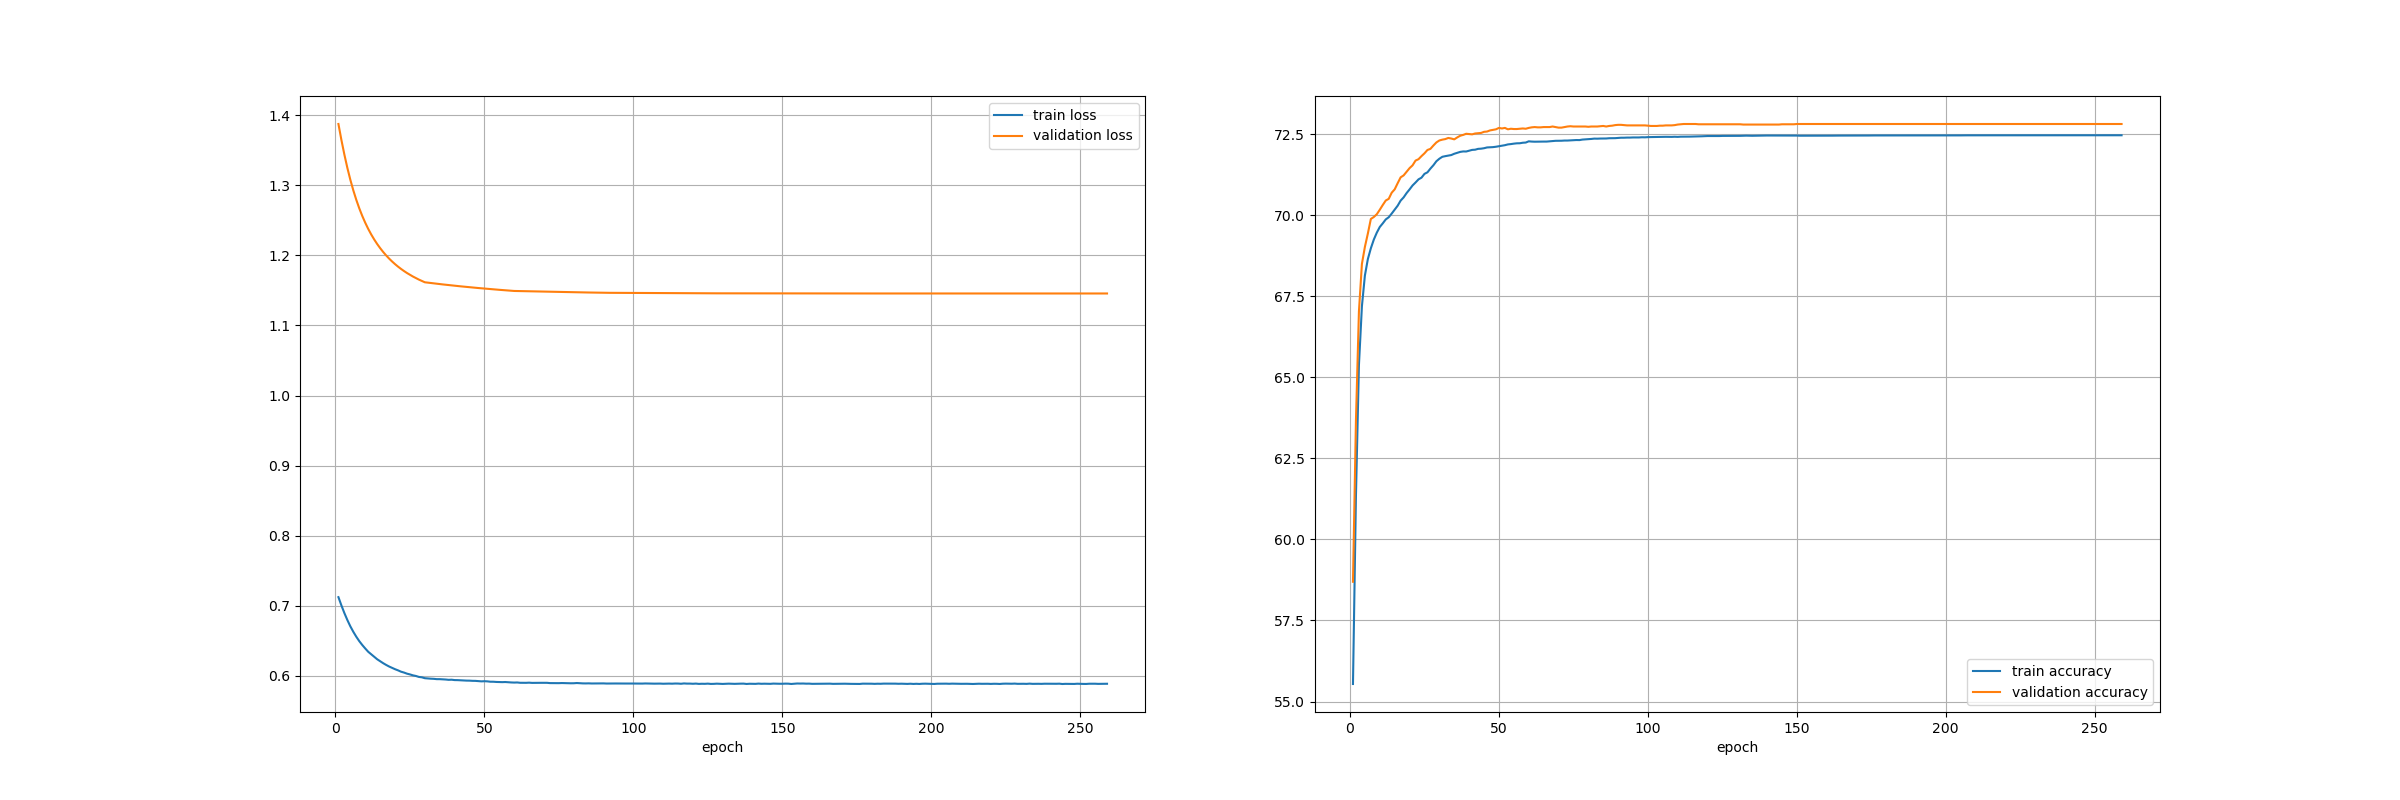 1.4
1.3
1.2
1.1
1.0
0.9
0.8
0.7
0.6
0 50 100 150 200 250
epoch
train loss
validation loss
72.5
70.0
67.5
65.0
62.5
60.0
57.5
55.0
0 50 100 150 200 250
epoch
train accuracy
validation accuracy